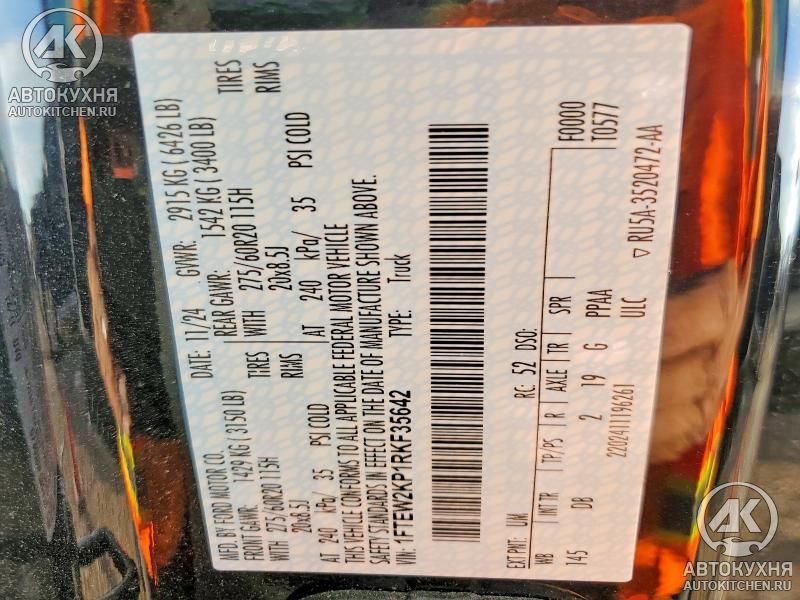 AK
АВТОКУХНЯ
AUTOKITCHEN.RU
MFD. BY FORD MOTOR CO.
DATE: 11/24 GVWR: 2915 KG ( 6426 LB)
FRONT GAWR: 1429 KG ( 3150 LB) REAR GAWR: 1542 KG ( 3400 LB)
WITH 275/60R20 115H TIRES WITH 275/60R20 115H TIRES
20x8.5J RIMS 20x8.5J RIMS
AT 240 kPa/ 35 PSI COLD AT 240 kPa/ 35 PSI COLD
THIS VEHICLE CONFORMS TO ALL APPLICABLE FEDERAL MOTOR VEHICLE
SAFETY STANDARDS IN EFFECT ON THE DATE OF MANUFACTURE SHOWN ABOVE.
VIN: 1FTEW2KP1RKF35642 TYPE: Truck
F0000
T0577
EXT PNT: UM RC: 52 DSO:
WB INT TR TP/PS R AXLE TR SPR
145 DB 2 19 G PPAA
22024111196261 ULC
▽ RU5A-3520472-AA
AK
АВТОКУХНЯ
AUTOKITCHEN.RU